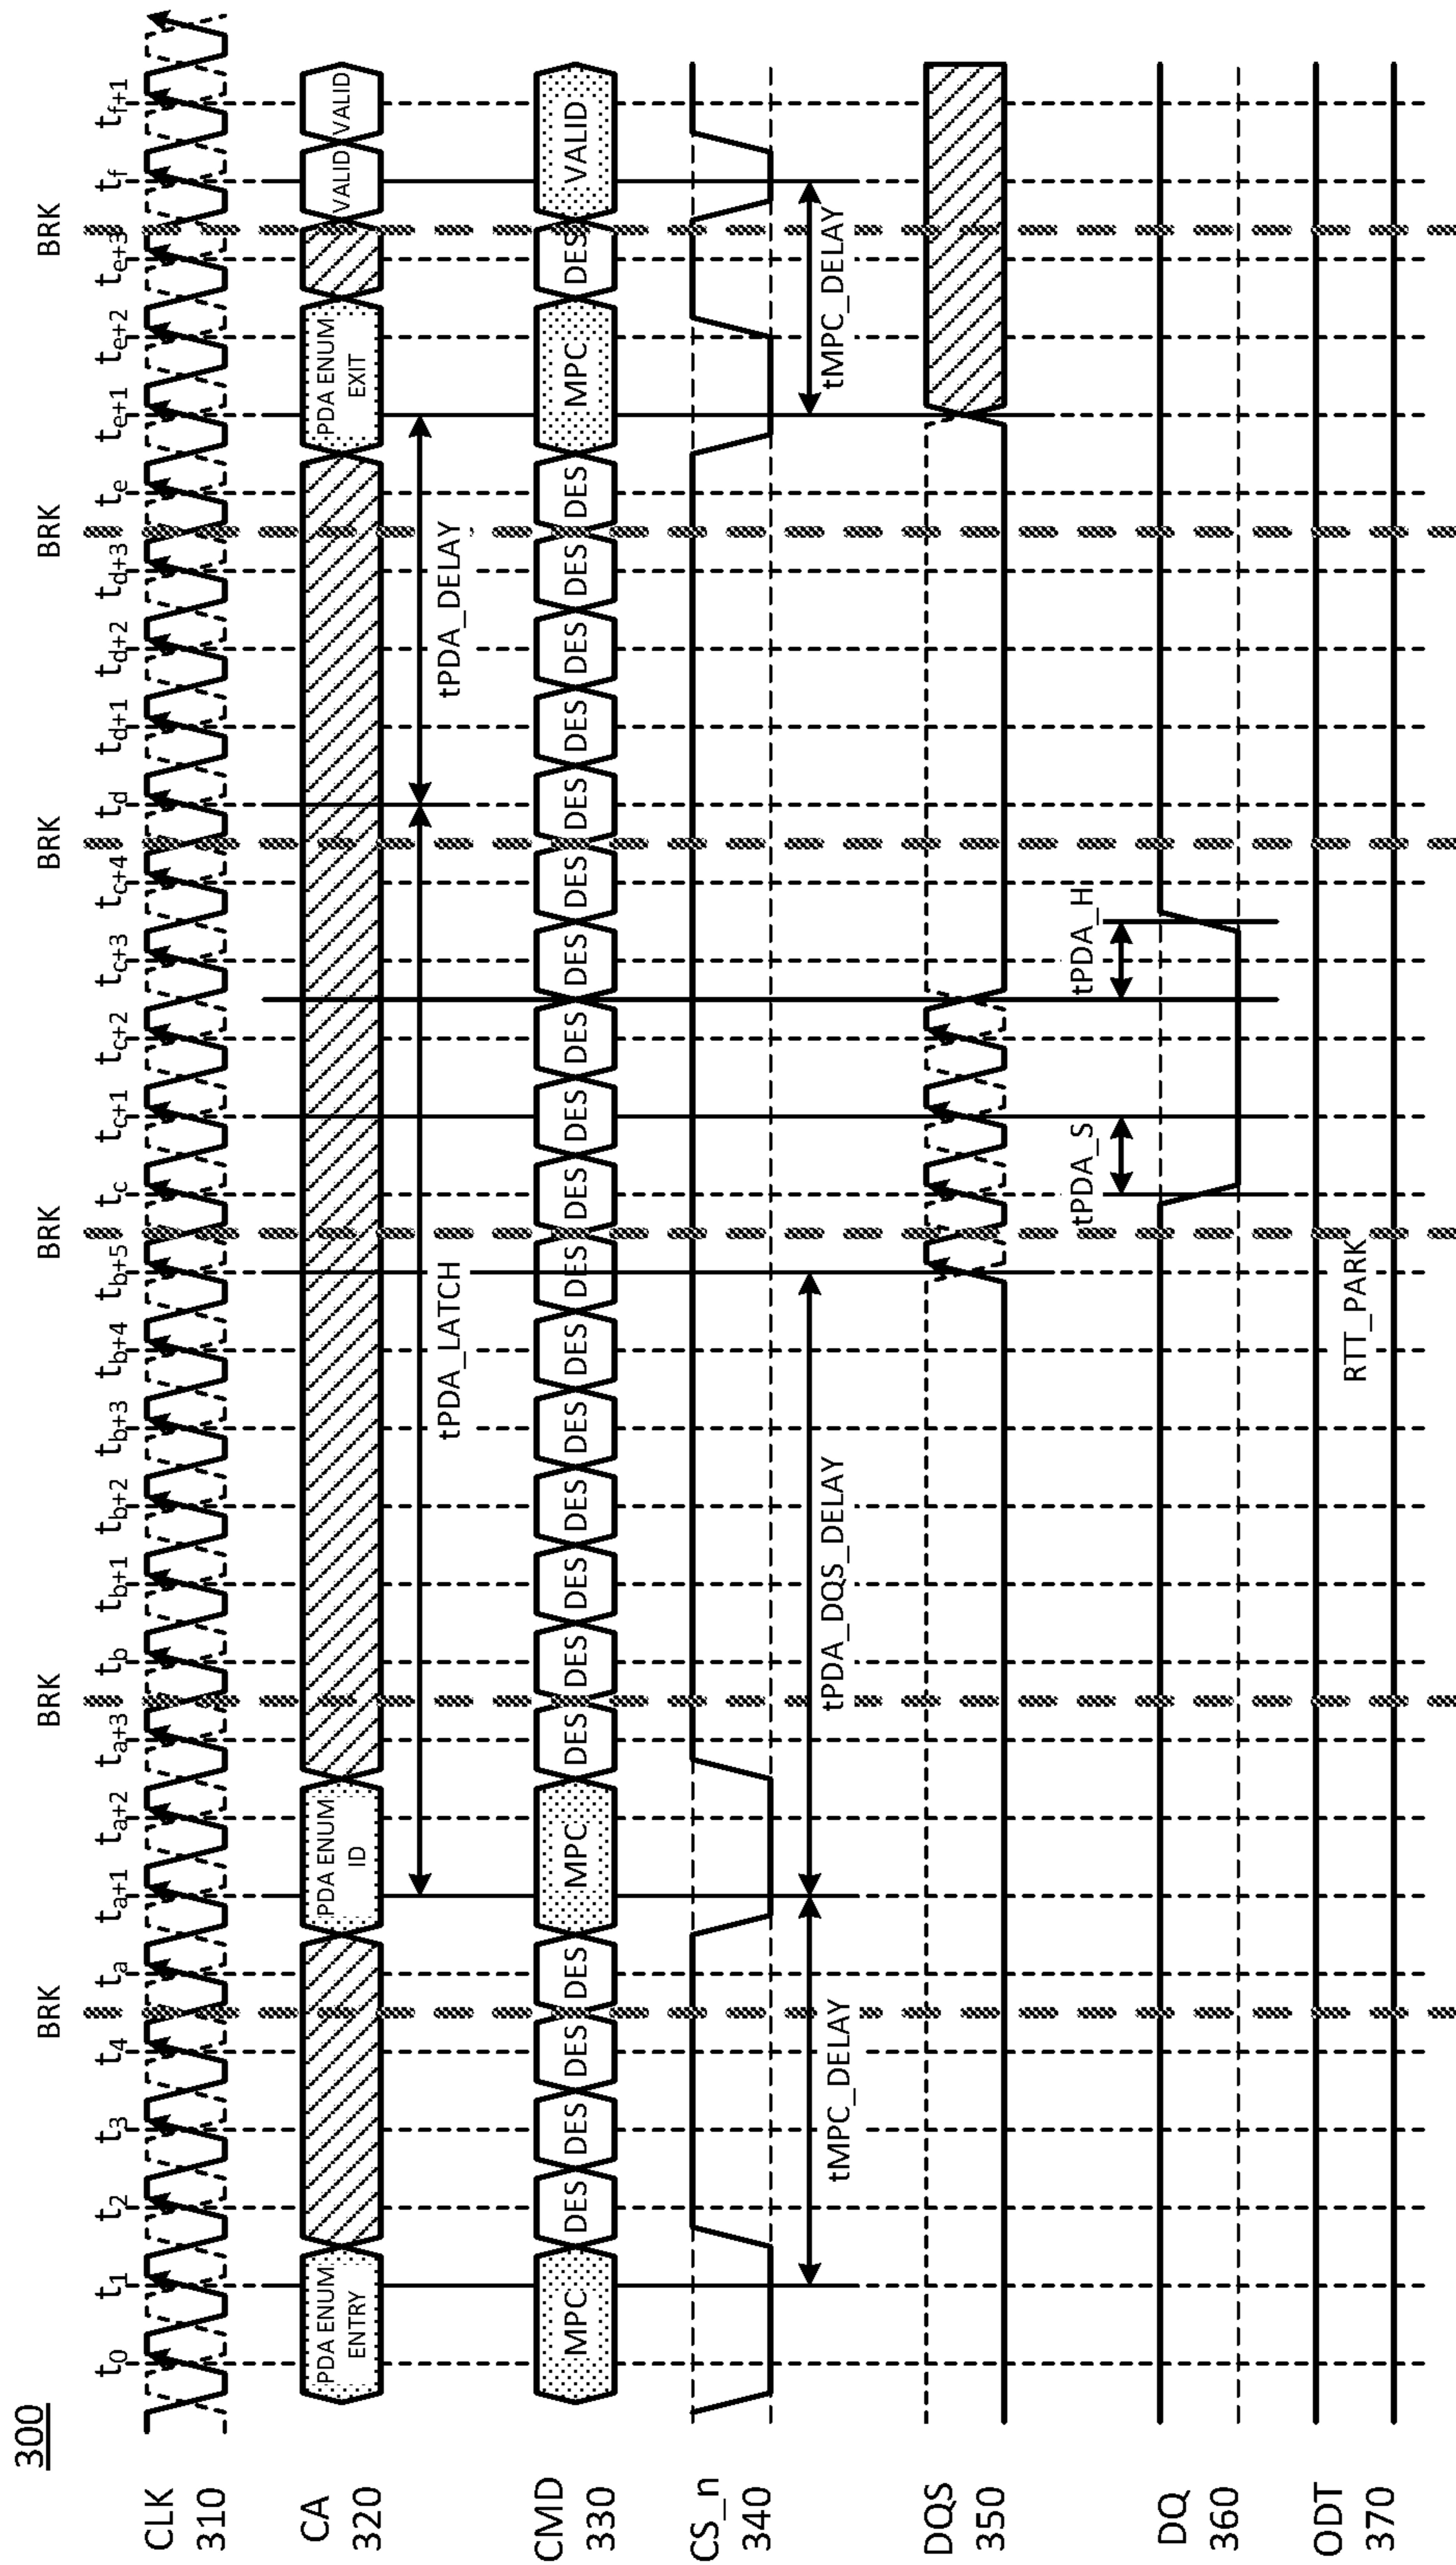 300
BRK BRK BRK BRK BRK BRK BRK
t0 t1 t2 t3 t4 ta ta+1 ta+2 ta+3 tb tb+1 tb+2 tb+3 tb+4 tb+5 tc tc+1 tc+2 tc+3 tc+4 td td+1 td+2 td+3 te te+1 te+2 te+3 tf tf+1
CLK
310
CA
320
PDA ENUM
ENTRY
PDA ENUM
ID
PDA ENUM
EXIT
VALID VALID
tPDA_LATCH tPDA_DELAY
CMD
330
MPC DES DES DES DES MPC DES DES DES DES DES DES DES DES DES DES DES DES DES DES DES DES DES MPC DES VALID
CS_n
340
tMPC_DELAY tPDA_DQS_DELAY tMPC_DELAY
DQS
350
tPDA_S tPDA_H
DQ
360
ODT
370
RTT_PARK